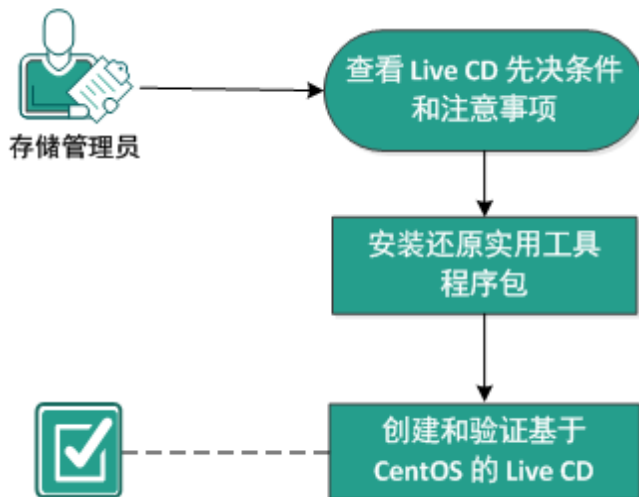 存储管理员
查看 Live CD 先决条件
和注意事项
安装还原实用工具
程序包
创建和验证基于
CentOS 的 Live CD